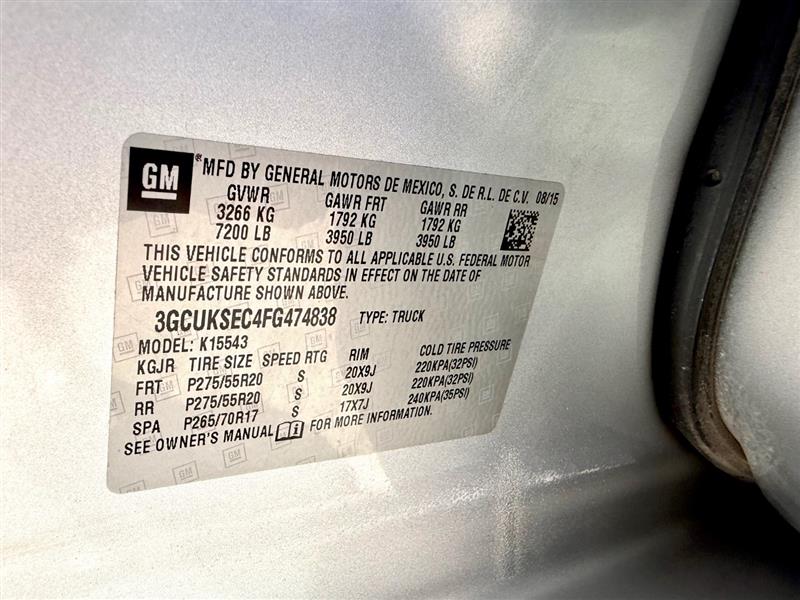 GM ®MFD BY GENERAL MOTORS DE MEXICO, S. DE R.L. DE C.V. 08/15
GVWR GAWR FRT GAWR RR
3266 KG 1792 KG 1792 KG
7200 LB 3950 LB 3950 LB
THIS VEHICLE CONFORMS TO ALL APPLICABLE U.S. FEDERAL MOTOR
VEHICLE SAFETY STANDARDS IN EFFECT ON THE DATE OF
MANUFACTURE SHOWN ABOVE.
3GCUKSEC4FG474838 TYPE: TRUCK
MODEL: K15543
KGJR TIRE SIZE SPEED RTG RIM COLD TIRE PRESSURE
FRT P275/55R20 S 20X9J 220KPA(32PSI)
RR P275/55R20 S 20X9J 220KPA(32PSI)
SPA P265/70R17 S 17X7J 240KPA(35PSI)
SEE OWNER'S MANUAL FOR MORE INFORMATION.